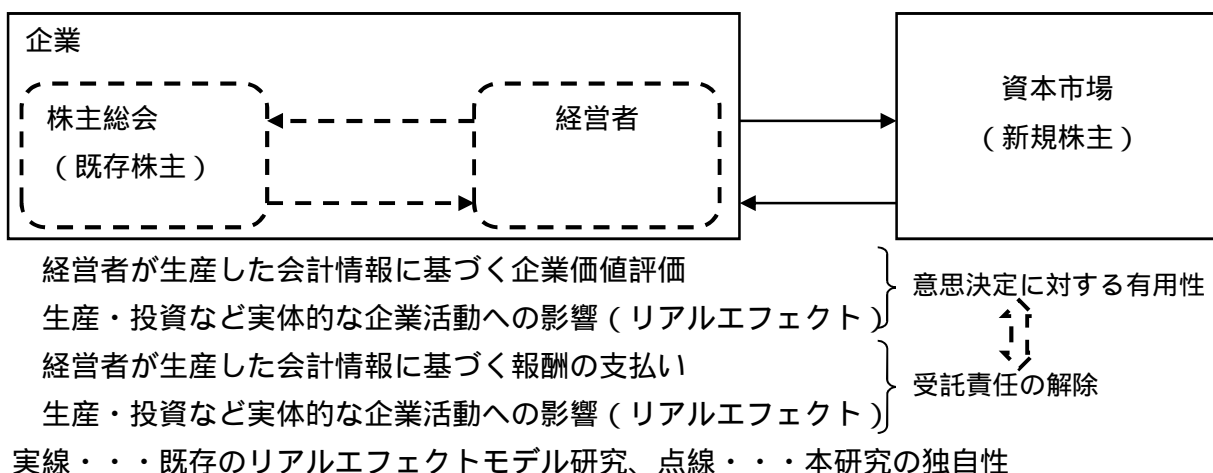 企業
株主総会
（既存株主）
経営者
資本市場
（新規株主）
経営者が生産した会計情報に基づく企業価値評価
生産・投資など実体的な企業活動への影響（リアルエフェクト）
意思決定に対する有用性
経営者が生産した会計情報に基づく報酬の支払い
生産・投資など実体的な企業活動への影響（リアルエフェクト）
受託責任の解除
実線・・・既存のリアルエフェクトモデル研究、点線・・・本研究の独自性